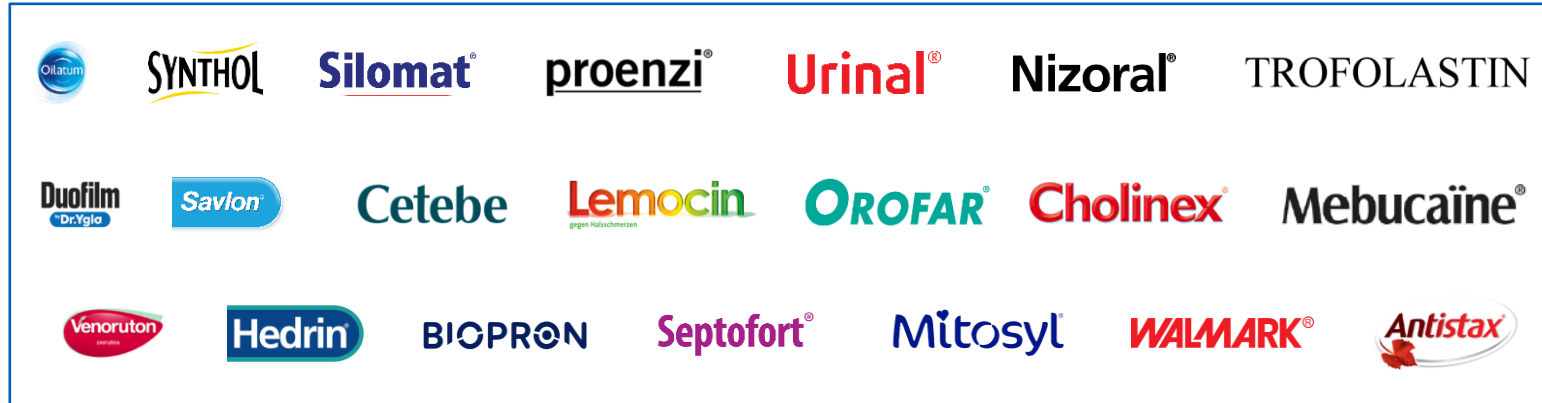 Oilatum SYNTHOL Silomat® proenzi® Urinal® Nizoral® TROFOLASTIN
Duofilm Savlon® Cetebe Lemocin OROFAR® Cholinex® Mebucaïne®
by Dr.Ygla gegen Halsschmerzen
Venoruton Hedrin® BIOPRON Septofort® Mitosyl® WALMARK® Antistax®
oxerutina